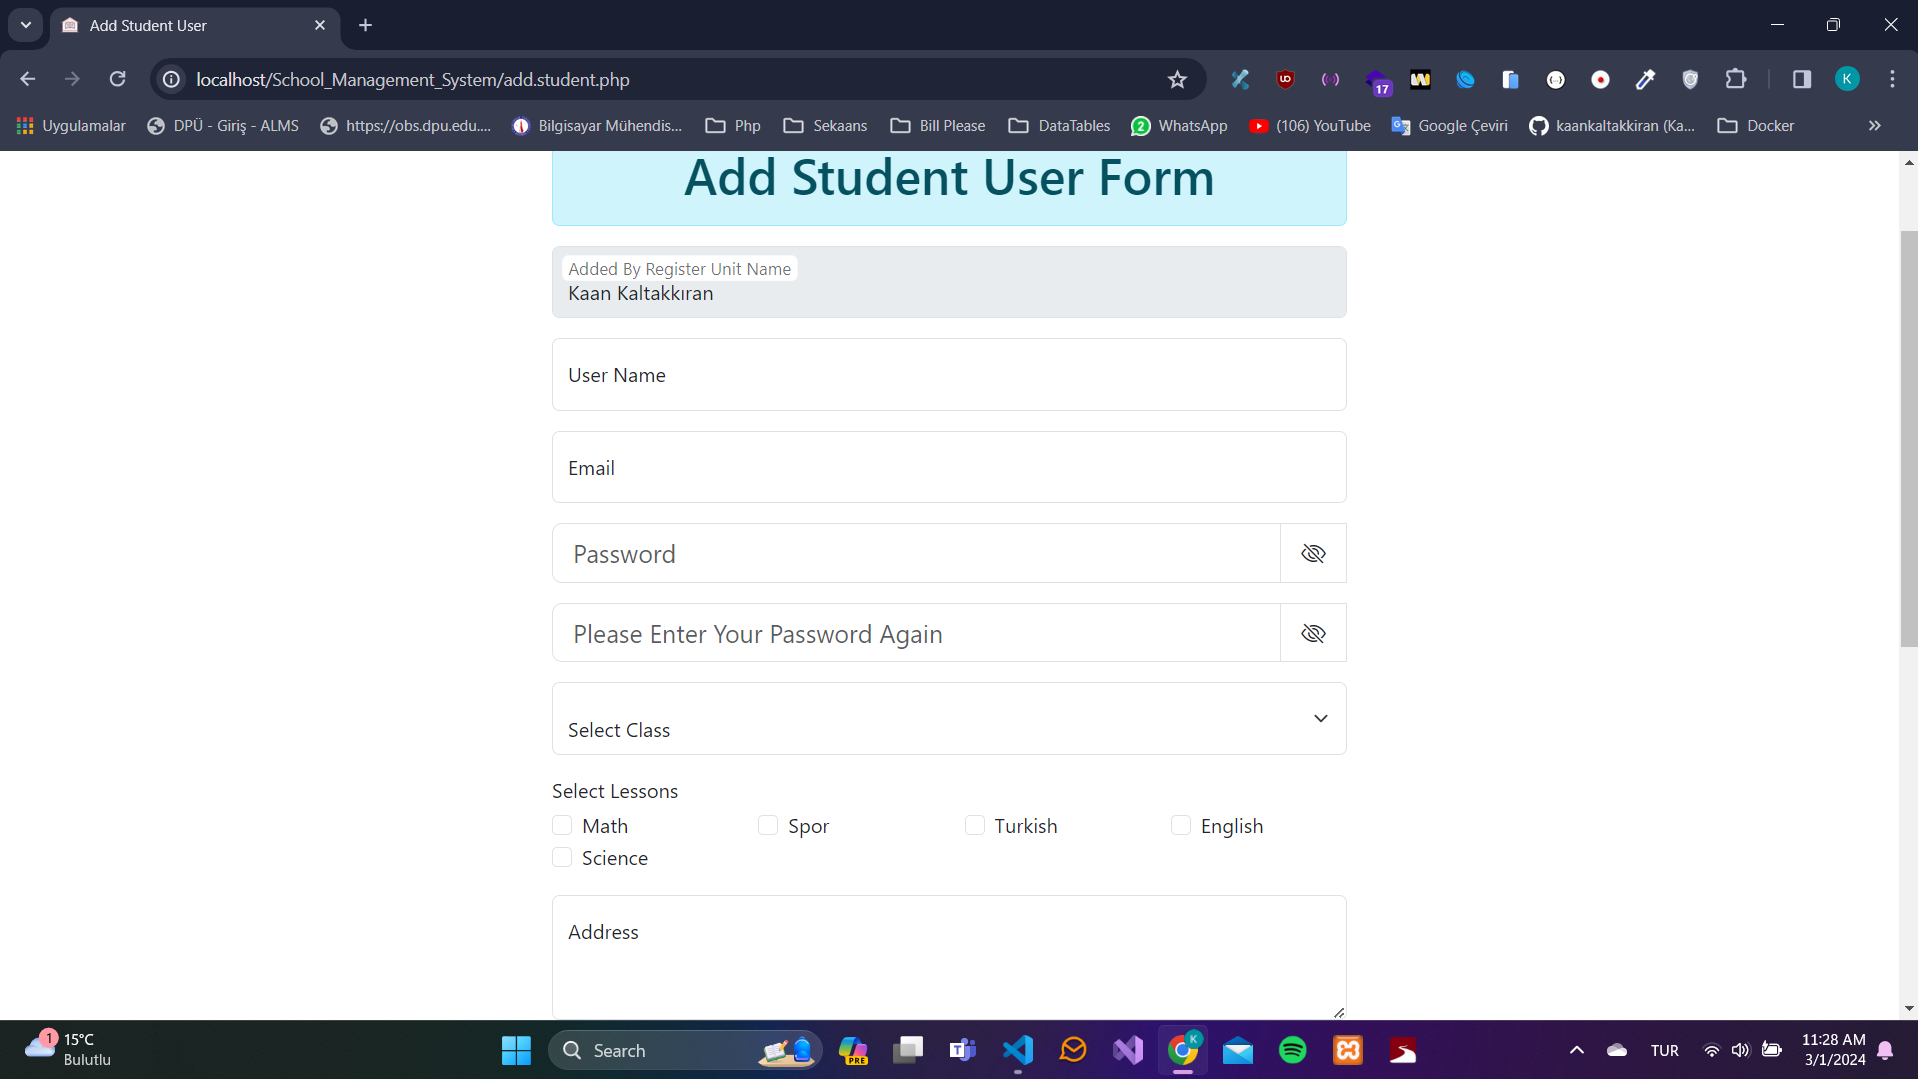 Add Student User
localhost/School_Management_System/add.student.php
17
K
Uygulamalar
DPÜ - Giriş - ALMS
https://obs.dpu.edu....
Bilgisayar Mühendis...
Php
Sekaans
Bill Please
DataTables
WhatsApp
(106) YouTube
Google Çeviri
kaankaltakkiran (Ka...
Docker
Add Student User Form
Added By Register Unit Name
Kaan Kaltakkıran
User Name
Email
Password
Please Enter Your Password Again
Select Class
Select Lessons
Math
Spor
Turkish
English
Science
Address
1
15°C
Bulutlu
Search
PRE
K
TUR
11:28 AM
3/1/2024